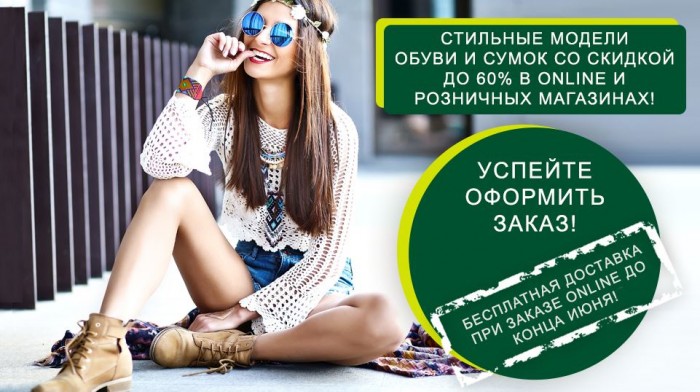 СТИЛЬНЫЕ МОДЕЛИ
ОБУВИ И СУМОК СО СКИДКОЙ
ДО 60% В ONLINE И
РОЗНИЧНЫХ МАГАЗИНАХ!
УСПЕЙТЕ
ОФОРМИТЬ
ЗАКАЗ!
БЕСПЛАТНАЯ ДОСТАВКА
ПРИ ЗАКАЗЕ ONLINE ДО
КОНЦА ИЮНЯ!